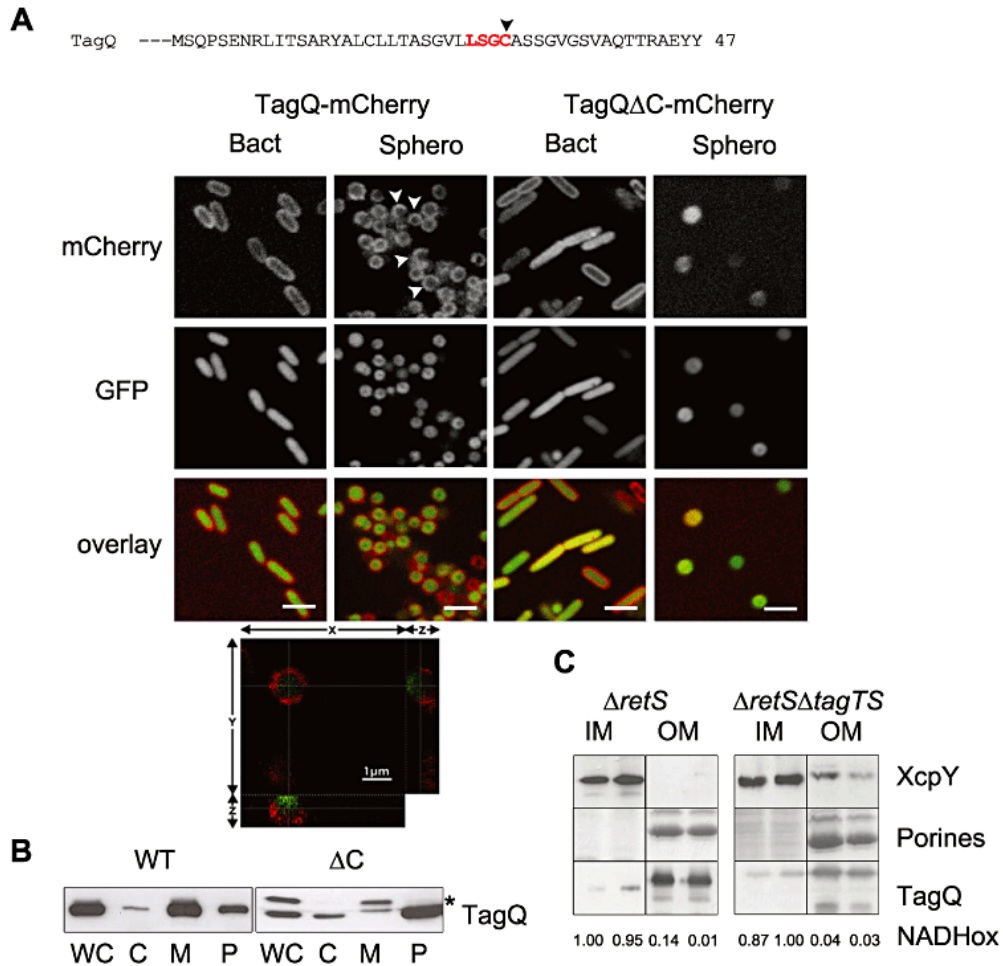 A
TagQ ---MSQPSENRLITSARYALCLLTASGVLLSGCASSGVGSVAQTTRAEYY 47
TagQ-mCherry TagQΔC-mCherry
Bact Sphero Bact Sphero
mCherry
GFP
overlay
X Z
Y
1µm
Z
B
WT ΔC
* TagQ
WC C M P WC C M P
C
ΔretS ΔretSΔtagTS
IM OM IM OM
XcpY
Porines
TagQ
1.00 0.95 0.14 0.01 0.87 1.00 0.04 0.03 NADHox